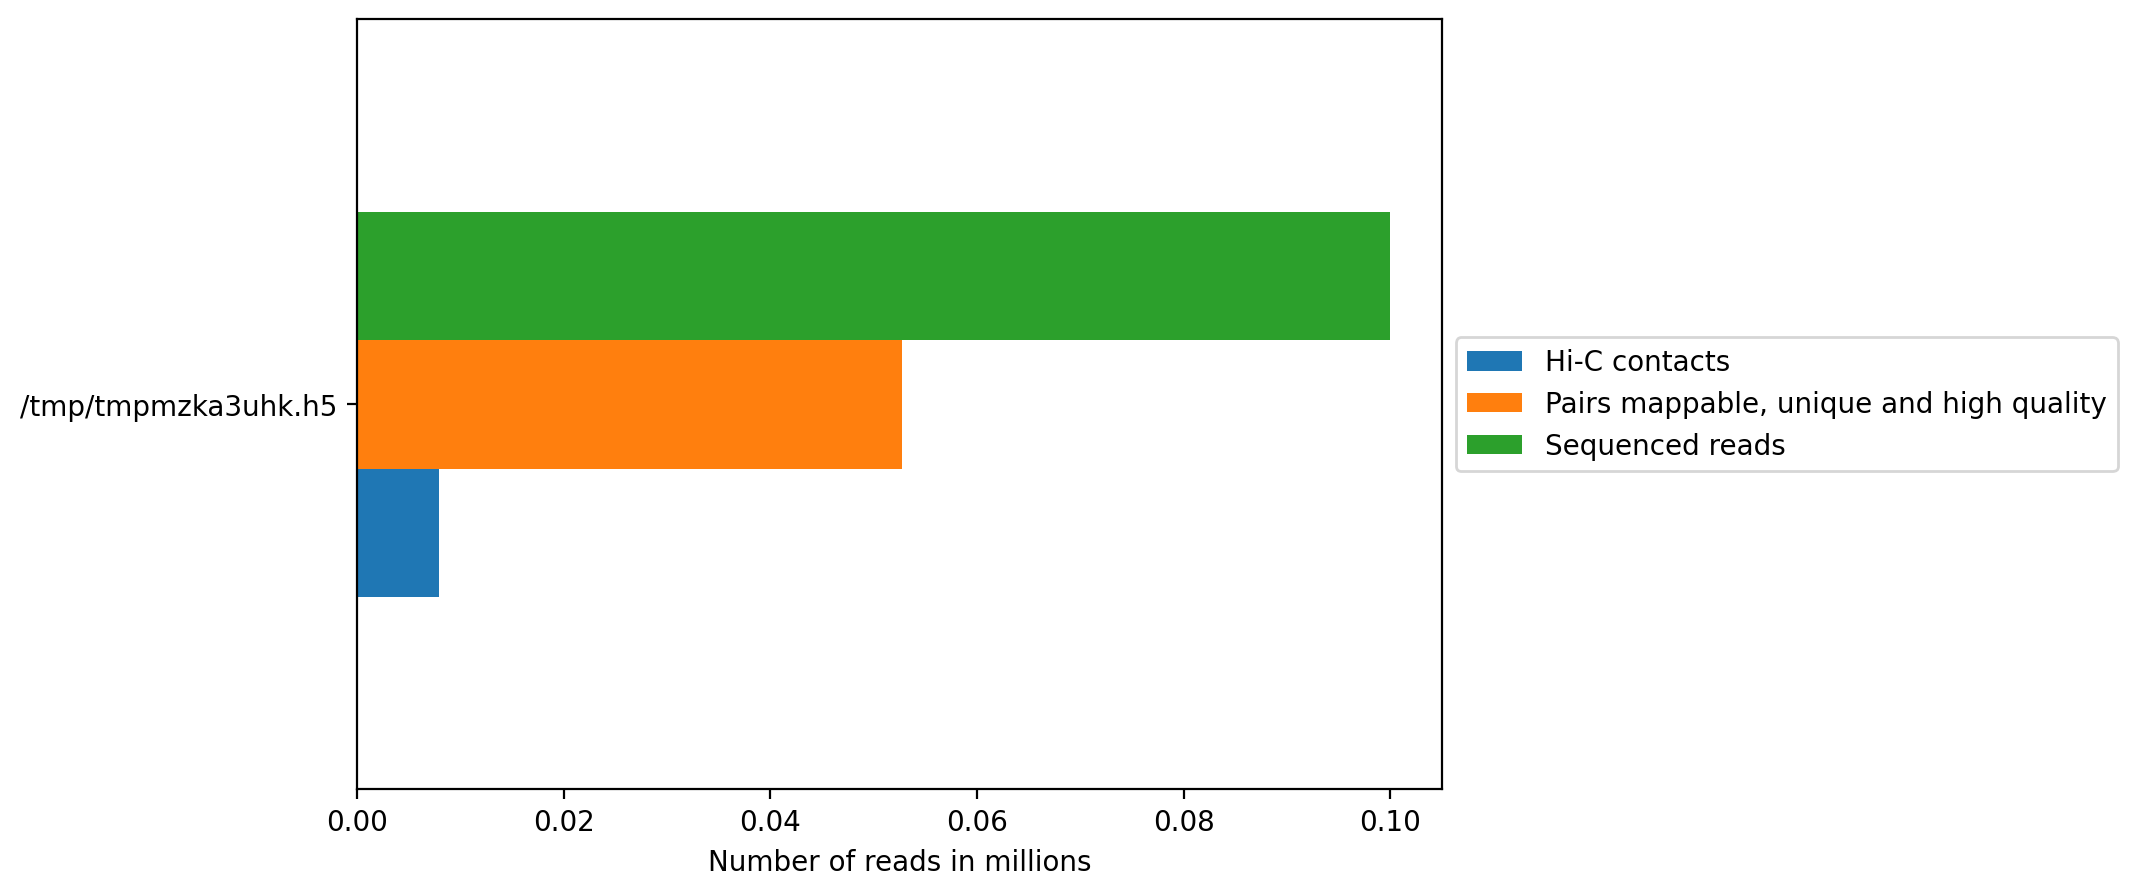 /tmp/tmpmzka3uhk.h5
0.00 0.02 0.04 0.06 0.08 0.10
Number of reads in millions
Hi-C contacts
Pairs mappable, unique and high quality
Sequenced reads